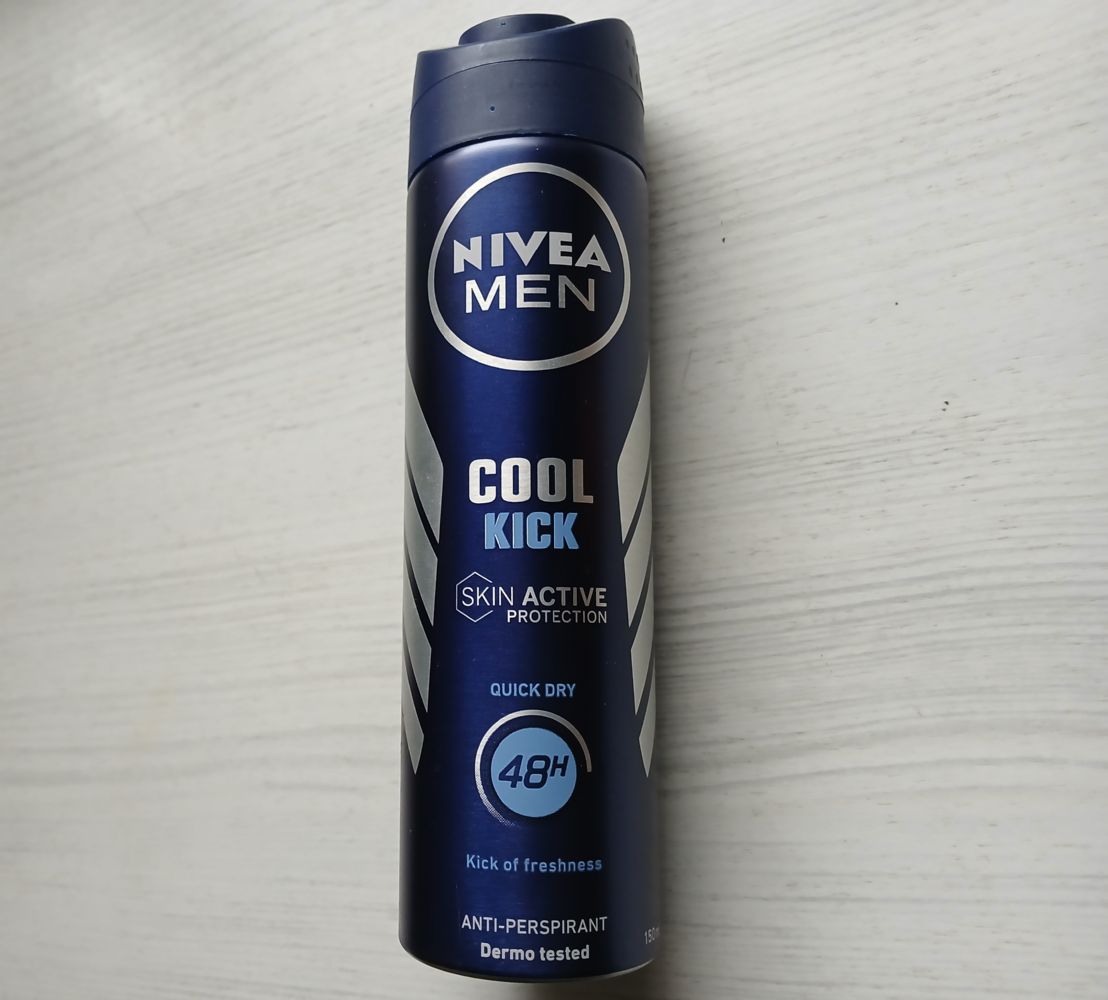 NIVEA
MEN
COOL
KICK
SKIN ACTIVE
PROTECTION
QUICK DRY
48H
Kick of freshness
ANTI-PERSPIRANT
Dermo tested